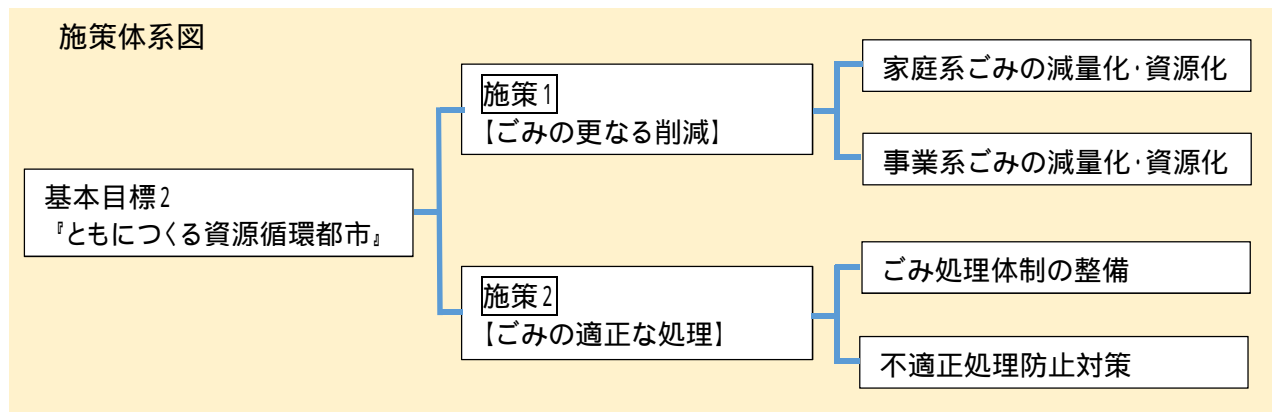 施策体系図
基本目標2
『ともにつくる資源循環都市』
施策1
【ごみの更なる削減】
家庭系ごみの減量化・資源化
事業系ごみの減量化・資源化
施策2
【ごみの適正な処理】
ごみ処理体制の整備
不適正処理防止対策